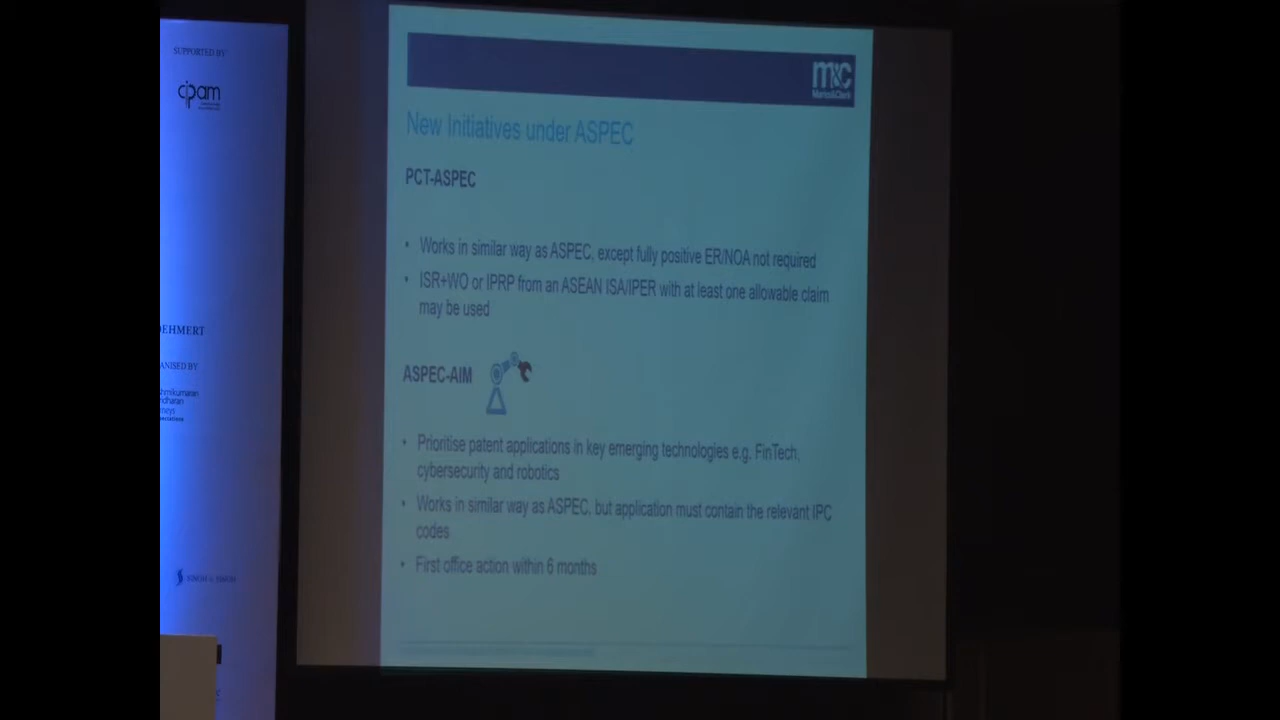 SUPPORTED BY
cipam
EHMERT
ANISED BY
hmikumaran
ridharan
m&c
Marks&Clerk
New Initiatives under ASPEC
PCT-ASPEC
• Works in similar way as ASPEC, except fully positive ER/NOA not required
• ISR+WO or IPRP from an ASEAN ISA/IPER with at least one allowable claim
may be used
ASPEC-AIM
• Prioritise patent applications in key emerging technologies e.g. FinTech,
cybersecurity and robotics
• Works in similar way as ASPEC, but application must contain the relevant IPC
codes
• First office action within 6 months